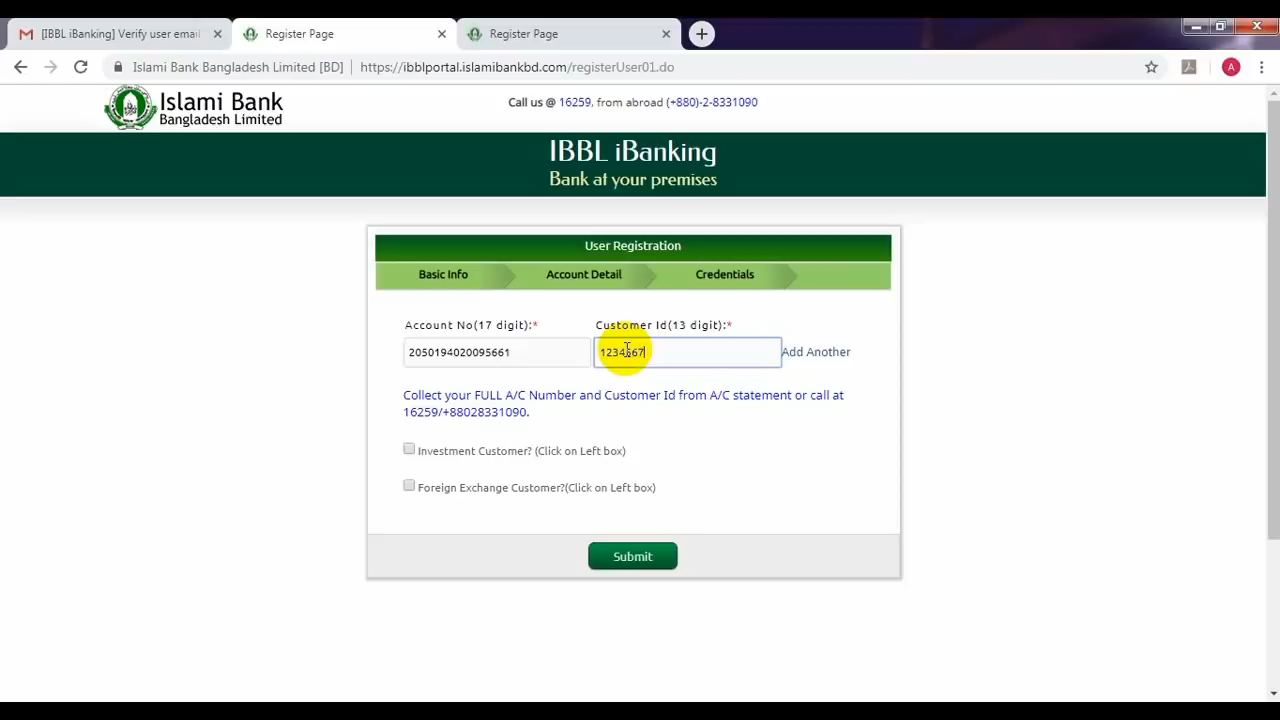 [IBBL iBanking] Verify user emai
Register Page
Register Page
Islami Bank Bangladesh Limited [BD] | https://ibblportal.islamibankbd.com/registerUser01.do
A
Islami Bank
Bangladesh Limited
Call us @ 16259, from abroad (+880)-2-8331090
IBBL iBanking
Bank at your premises
User Registration
Basic Info Account Detail Credentials
Account No(17 digit):* Customer Id(13 digit):*
2050194020095661 Add Another
Collect your FULL A/C Number and Customer Id from A/C statement or call at
16259/+88028331090.
Investment Customer? (Click on Left box)
Foreign Exchange Customer?(Click on Left box)
Submit